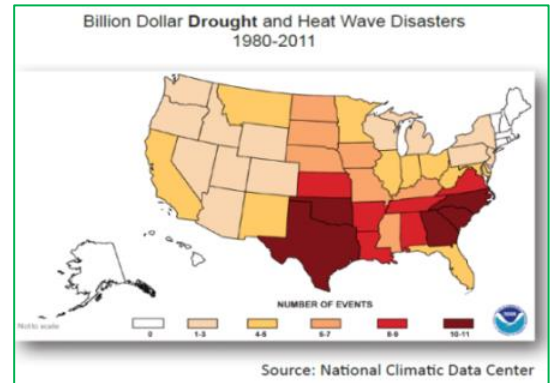 Billion Dollar Drought and Heat Wave Disasters
1980-2011
NUMBER OF EVENTS
Not to scale
0 1-3 4-5 6-7 8-9 10-11
Source: National Climatic Data Center